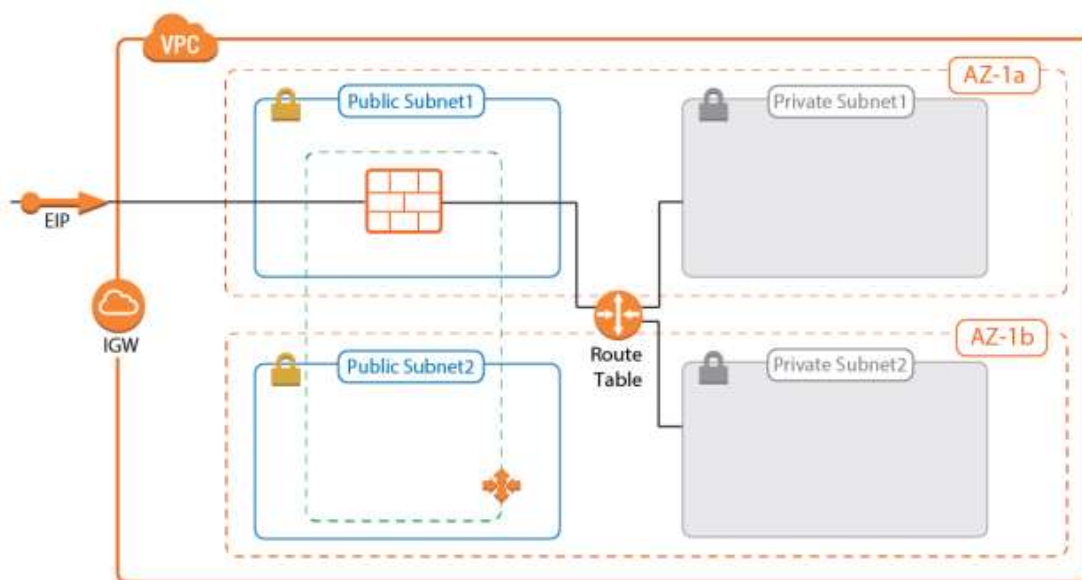 VPC
AZ-1a
Public Subnet1
Private Subnet1
EIP
IGW
Route
Table
AZ-1b
Public Subnet2
Private Subnet2